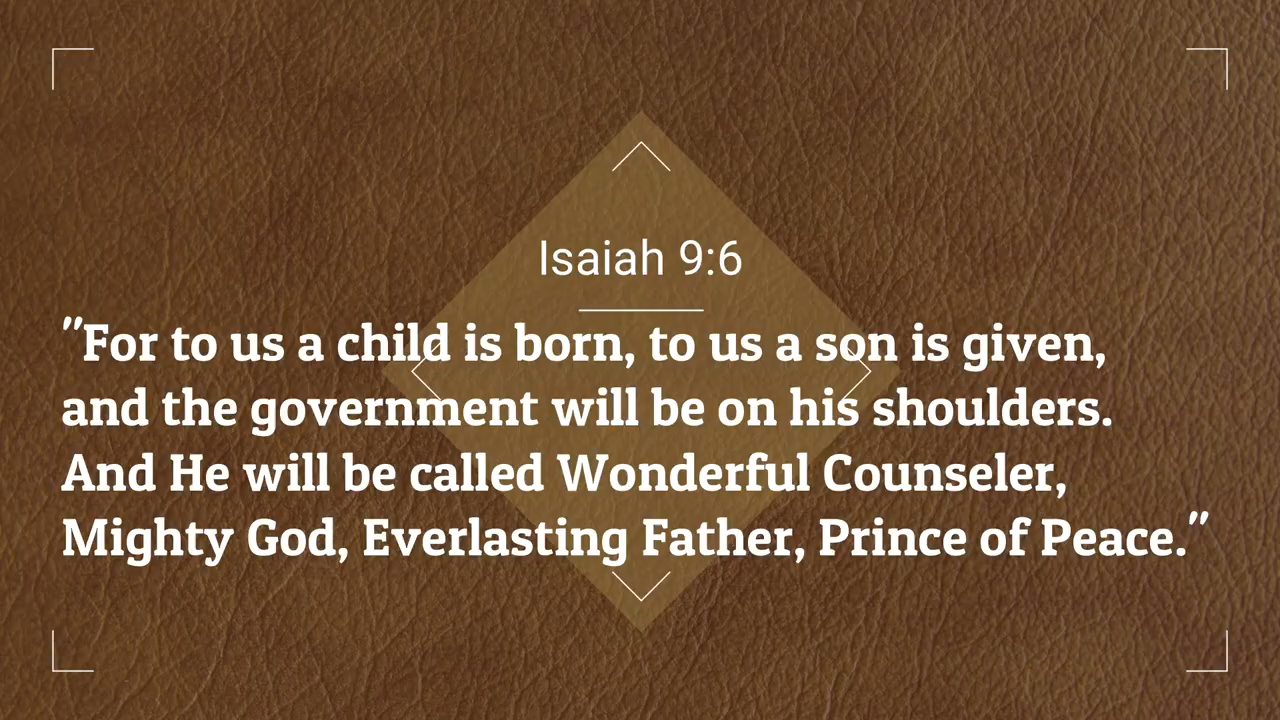 Isaiah 9:6
"For to us a child is born, to us a son is given,
and the government will be on his shoulders.
And He will be called Wonderful Counseler,
Mighty God, Everlasting Father, Prince of Peace."